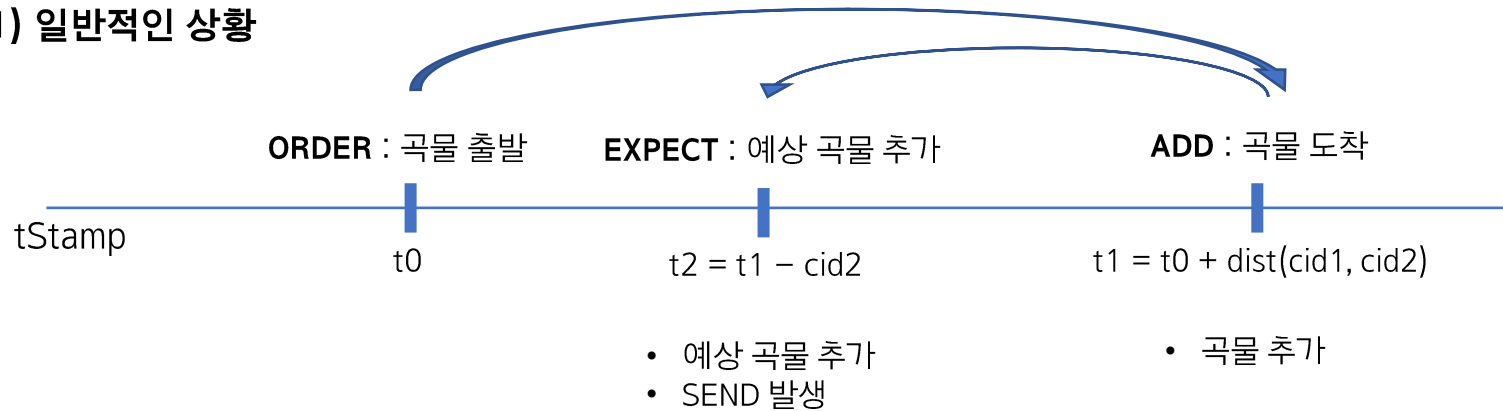 1) 일반적인 상황
ORDER : 곡물 출발
EXPECT : 예상 곡물 추가
ADD : 곡물 도착
tStamp
t0
t2 = t1 – cid2
t1 = t0 + dist(cid1, cid2)
• 예상 곡물 추가
• SEND 발생
• 곡물 추가